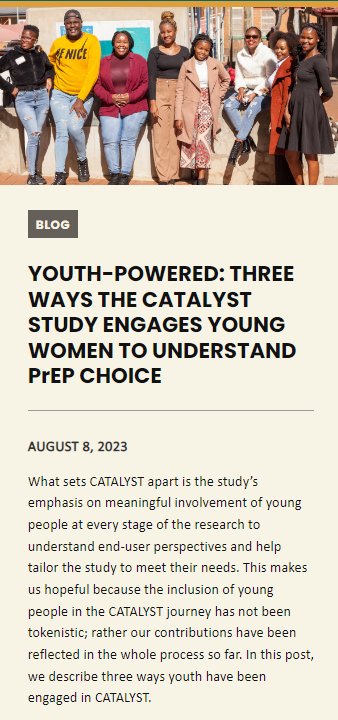 BE NICE
BLOG
YOUTH-POWERED: THREE
WAYS THE CATALYST
STUDY ENGAGES YOUNG
WOMEN TO UNDERSTAND
PrEP CHOICE
AUGUST 8, 2023
What sets CATALYST apart is the study's
emphasis on meaningful involvement of young
people at every stage of the research to
understand end-user perspectives and help
tailor the study to meet their needs. This makes
us hopeful because the inclusion of young
people in the CATALYST journey has not been
tokenistic; rather our contributions have been
reflected in the whole process so far. In this post,
we describe three ways youth have been
engaged in CATALYST.